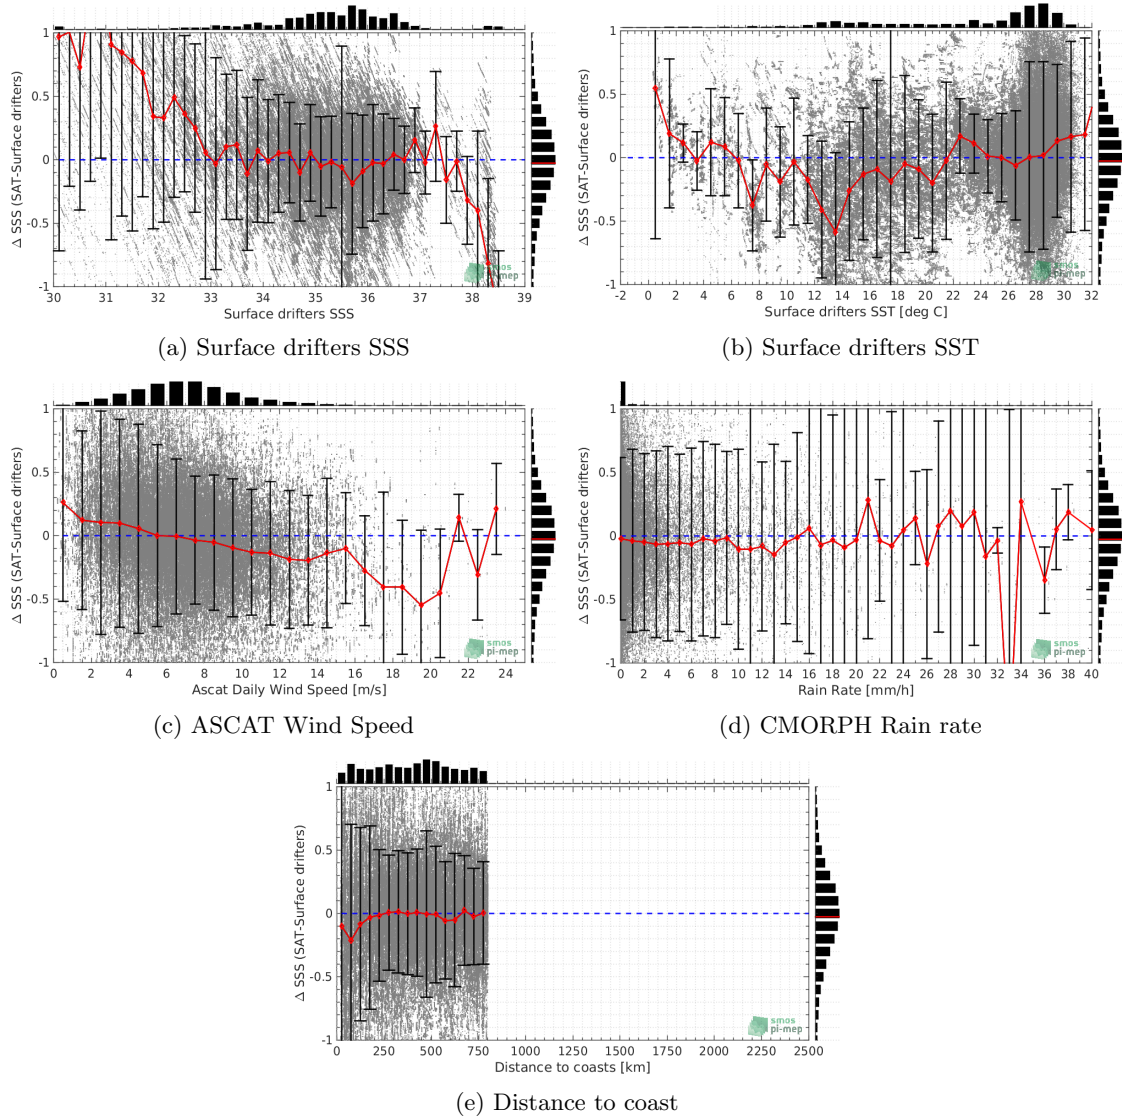 Δ SSS (SAT-Surface drifters)
1
0.5
0
-0.5
-1
30 31 32 33 34 35 36 37 38 39
Surface drifters SSS
smos
pi-mep
(a) Surface drifters SSS
Δ SSS (SAT-Surface drifters)
1
0.5
0
-0.5
-1
-2 0 2 4 6 8 10 12 14 16 18 20 22 24 26 28 30 32
Surface drifters SST [deg C]
smos
pi-mep
(b) Surface drifters SST
Δ SSS (SAT-Surface drifters)
1
0.5
0
-0.5
-1
0 2 4 6 8 10 12 14 16 18 20 22 24
Ascat Daily Wind Speed [m/s]
smos
pi-mep
(c) ASCAT Wind Speed
Δ SSS (SAT-Surface drifters)
1
0.5
0
-0.5
-1
0 2 4 6 8 10 12 14 16 18 20 22 24 26 28 30 32 34 36 38 40
Rain Rate [mm/h]
smos
pi-mep
(d) CMORPH Rain rate
Δ SSS (SAT-Surface drifters)
1
0.5
0
-0.5
-1
0 250 500 750 1000 1250 1500 1750 2000 2250 2500
Distance to coasts [km]
smos
pi-mep
(e) Distance to coast